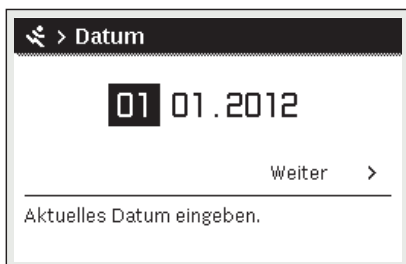 > Datum
01 01.2012
Weiter >
Aktuelles Datum eingeben.